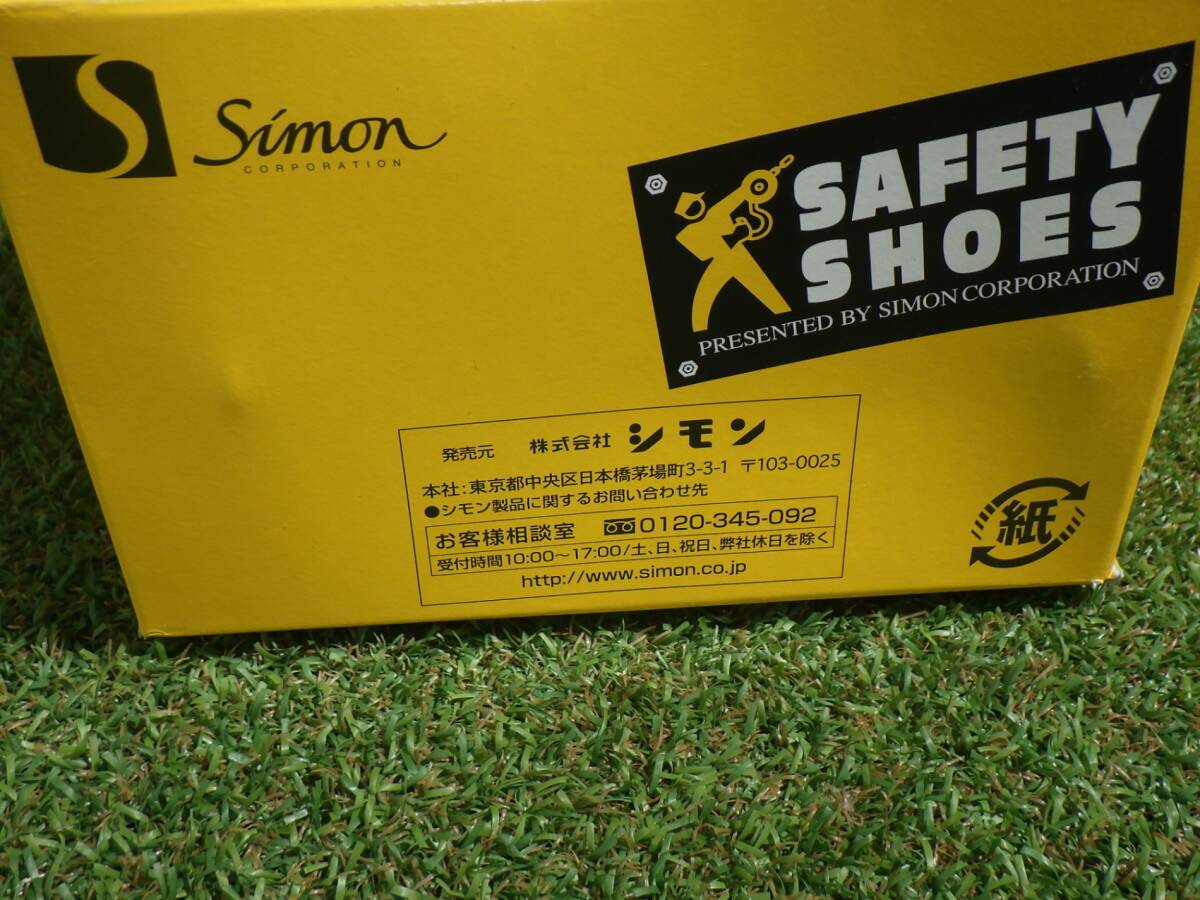 Simon
CORPORATION
SAFETY
SHOES
PRESENTED BY SIMON CORPORATION
発売元 株式会社 シモン
本社:東京都中央区日本橋茅場町3-3-1 〒103-0025
●シモン製品に関するお問い合わせ先
お客様相談室 0120-345-092
受付時間10:00〜17:00/土、日、祝日、弊社休日を除く
http://www.simon.co.jp
紙